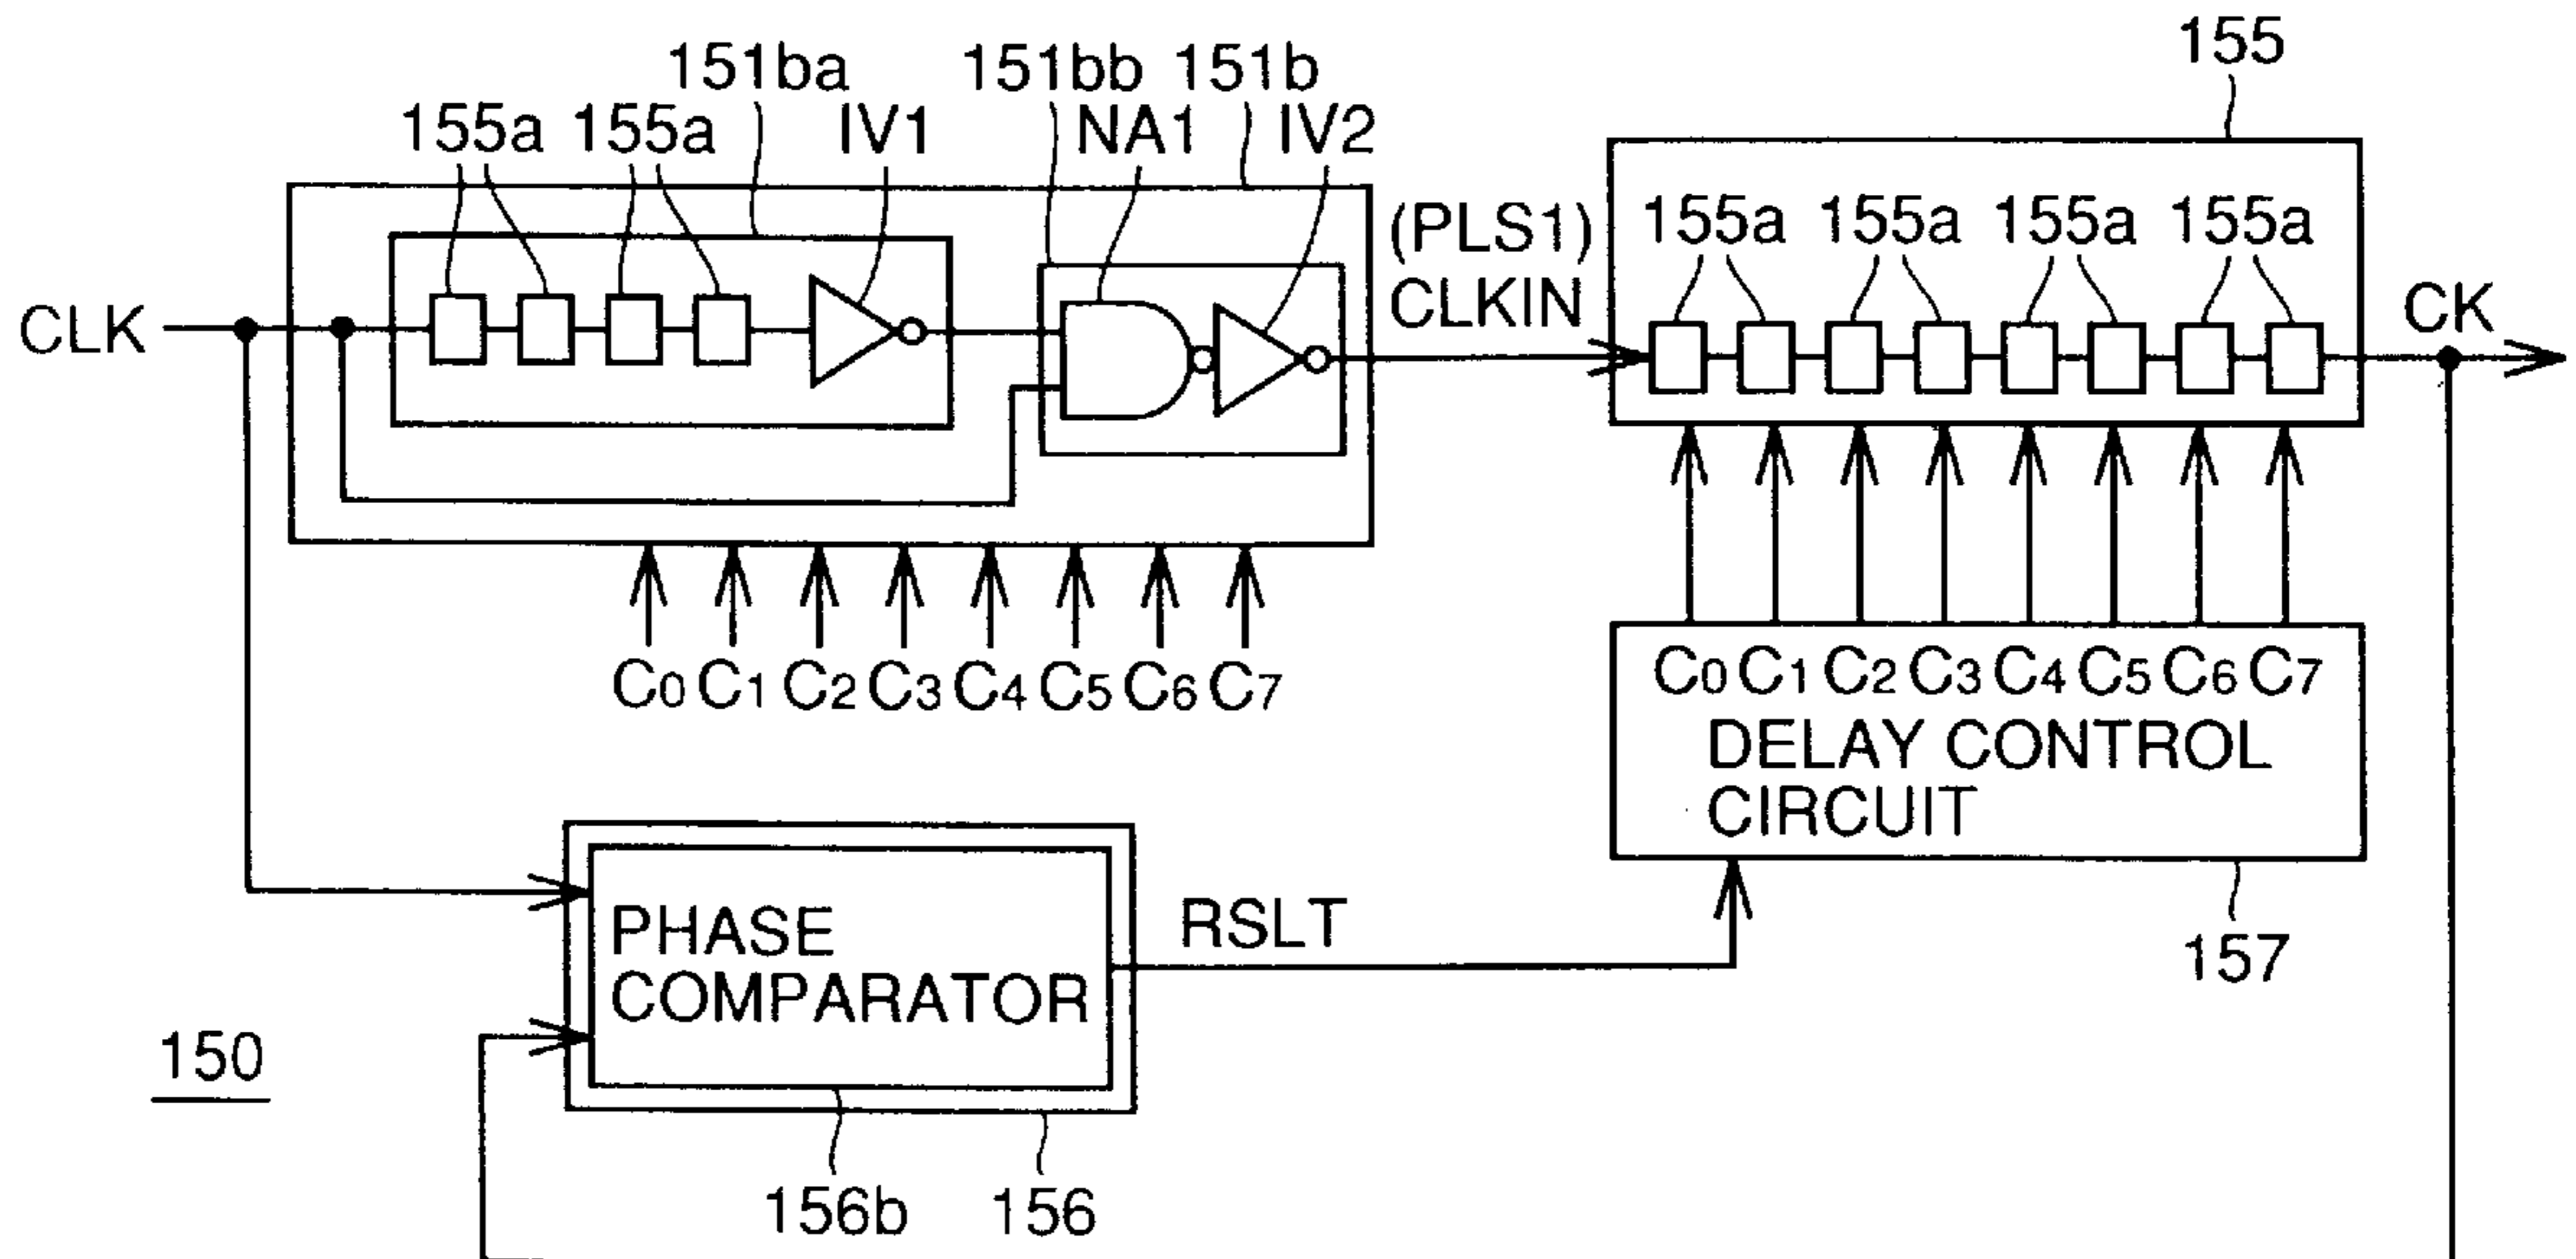 155
151ba 151bb 151b
155a 155a IV1 NA1 IV2
(PLS1)
CLKIN
155a 155a 155a 155a
CLK
CK
C0 C1 C2 C3 C4 C5 C6 C7
C0 C1 C2 C3 C4 C5 C6 C7
DELAY CONTROL
CIRCUIT
157
PHASE
COMPARATOR
RSLT
150
156b 156